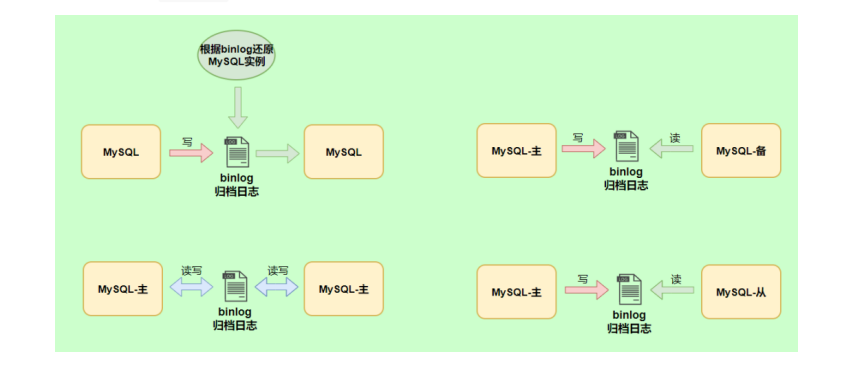 根据binlog还原
MySQL实例
MySQL
写
binlog
归档日志
MySQL
MySQL-主
写
binlog
归档日志
读
MySQL-备
MySQL-主
读写
binlog
归档日志
读写
MySQL-主
MySQL-主
写
binlog
归档日志
读
MySQL-从